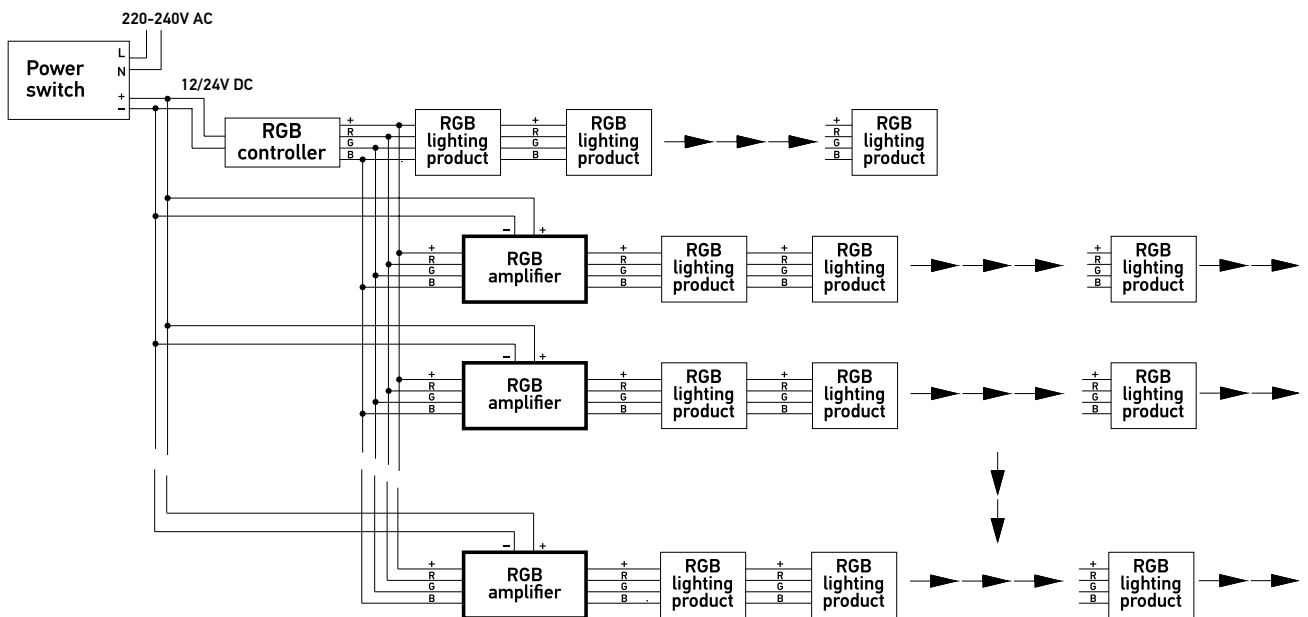 220-240V AC
Power
switch
L
N
+
−
12/24V DC
RGB
controller
+
R
G
B
RGB
lighting
product
+
R
G
B
RGB
lighting
product
+
R
G
B
RGB
lighting
product
− +
+
R
G
B
RGB
amplifier
+
R
G
B
RGB
lighting
product
+
R
G
B
RGB
lighting
product
+
R
G
B
RGB
lighting
product
− +
+
R
G
B
RGB
amplifier
+
R
G
B
RGB
lighting
product
+
R
G
B
RGB
lighting
product
+
R
G
B
RGB
lighting
product
− +
+
R
G
B
RGB
amplifier
+
R
G
B
RGB
lighting
product
+
R
G
B
RGB
lighting
product
+
R
G
B
RGB
lighting
product